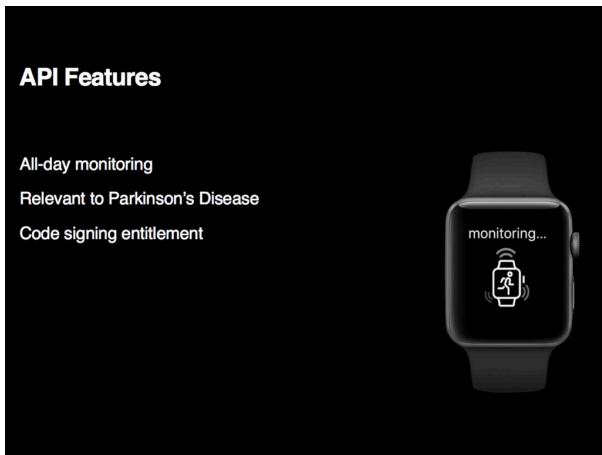 API Features
All-day monitoring
Relevant to Parkinson's Disease
Code signing entitlement
monitoring...